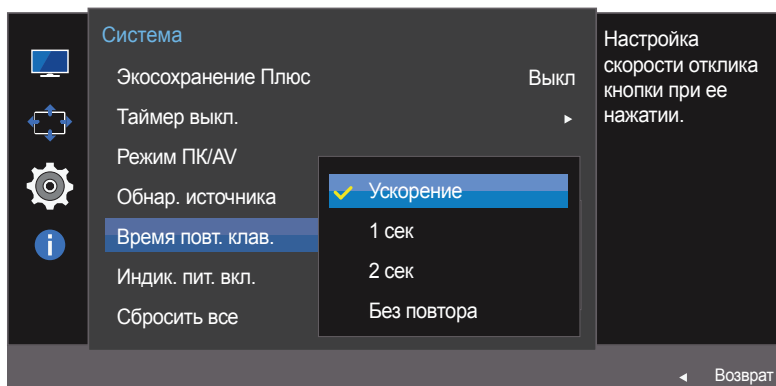 Система
Экосохранение Плюс
Выкл
Таймер выкл.
Режим ПК/AV
Обнар. источника
Время повт. клав.
Индик. пит. вкл.
Сбросить все
Ускорение
1 сек
2 сек
Без повтора
Настройка
скорости отклика
кнопки при ее
нажатии.
Возврат